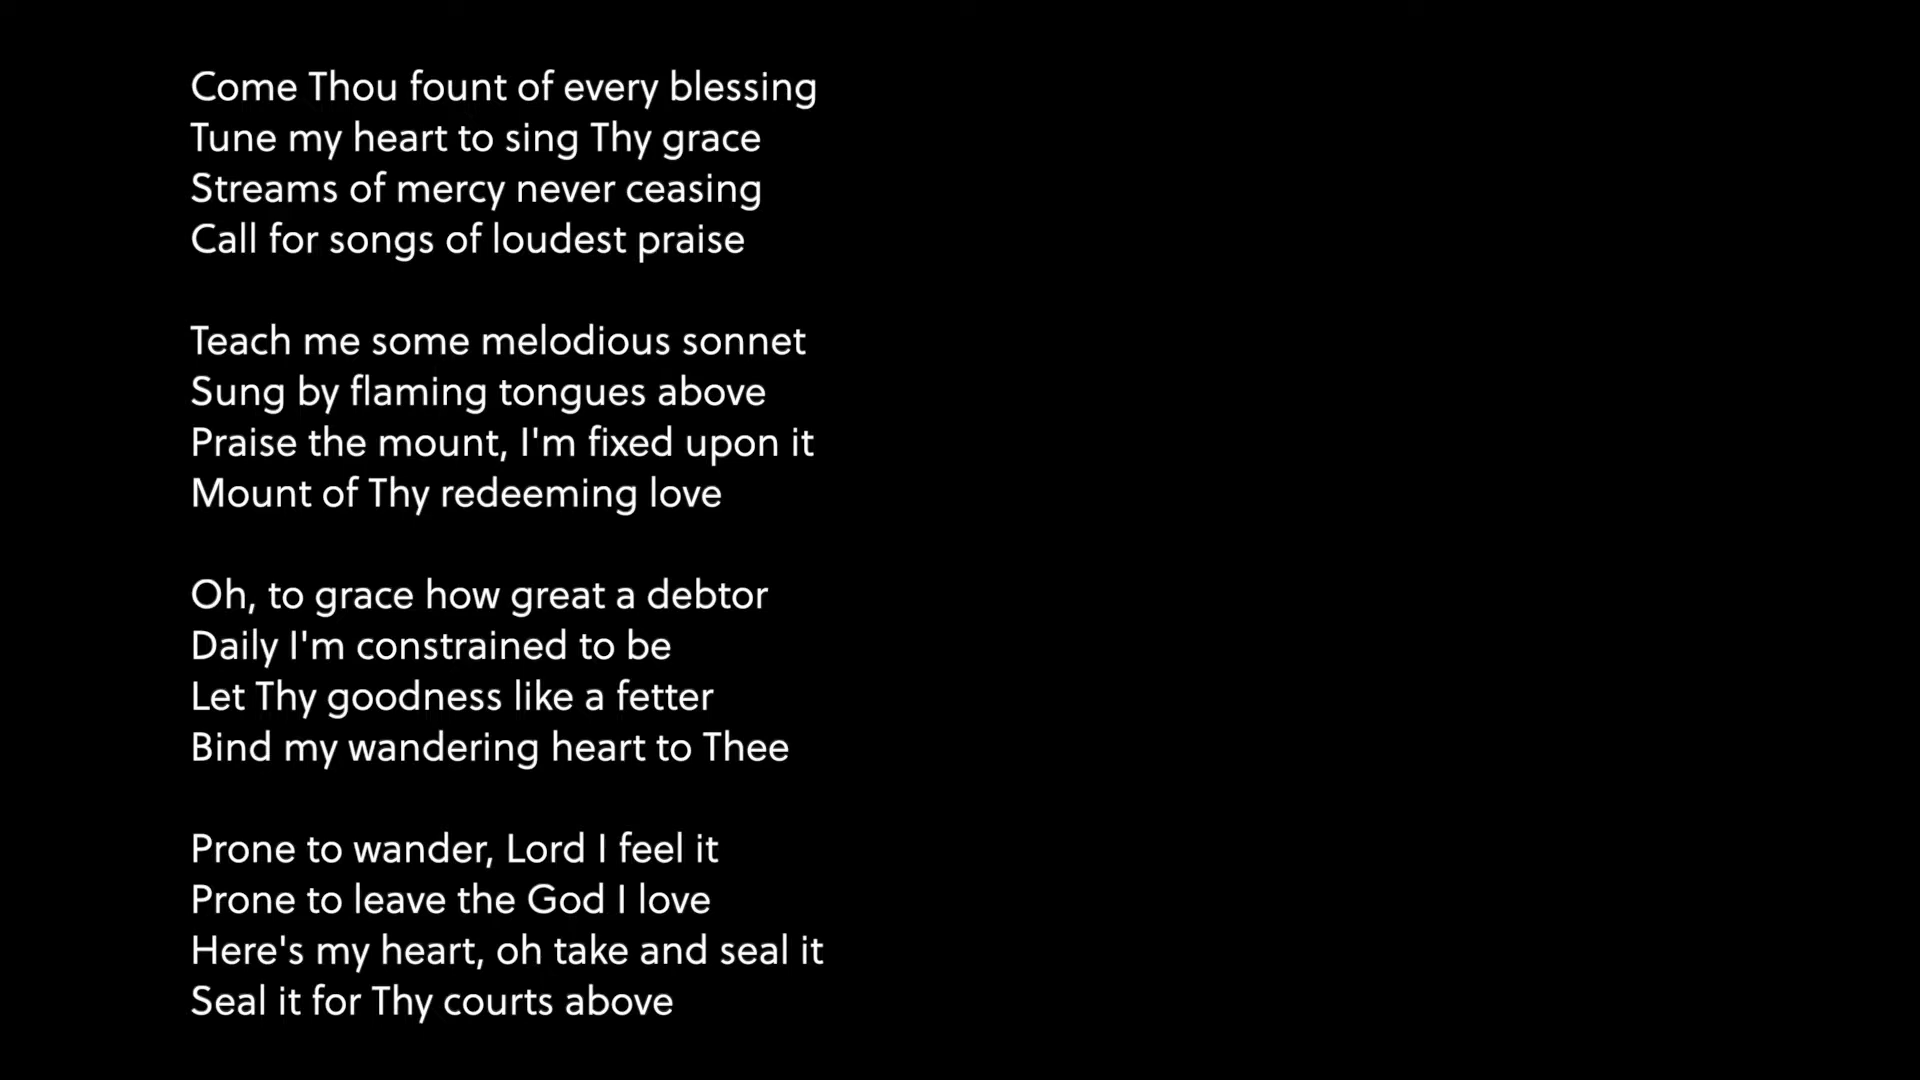 Come Thou fount of every blessing
Tune my heart to sing Thy grace
Streams of mercy never ceasing
Call for songs of loudest praise
Teach me some melodious sonnet
Sung by flaming tongues above
Praise the mount, I'm fixed upon it
Mount of Thy redeeming love
Oh, to grace how great a debtor
Daily I'm constrained to be
Let Thy goodness like a fetter
Bind my wandering heart to Thee
Prone to wander, Lord I feel it
Prone to leave the God I love
Here's my heart, oh take and seal it
Seal it for Thy courts above